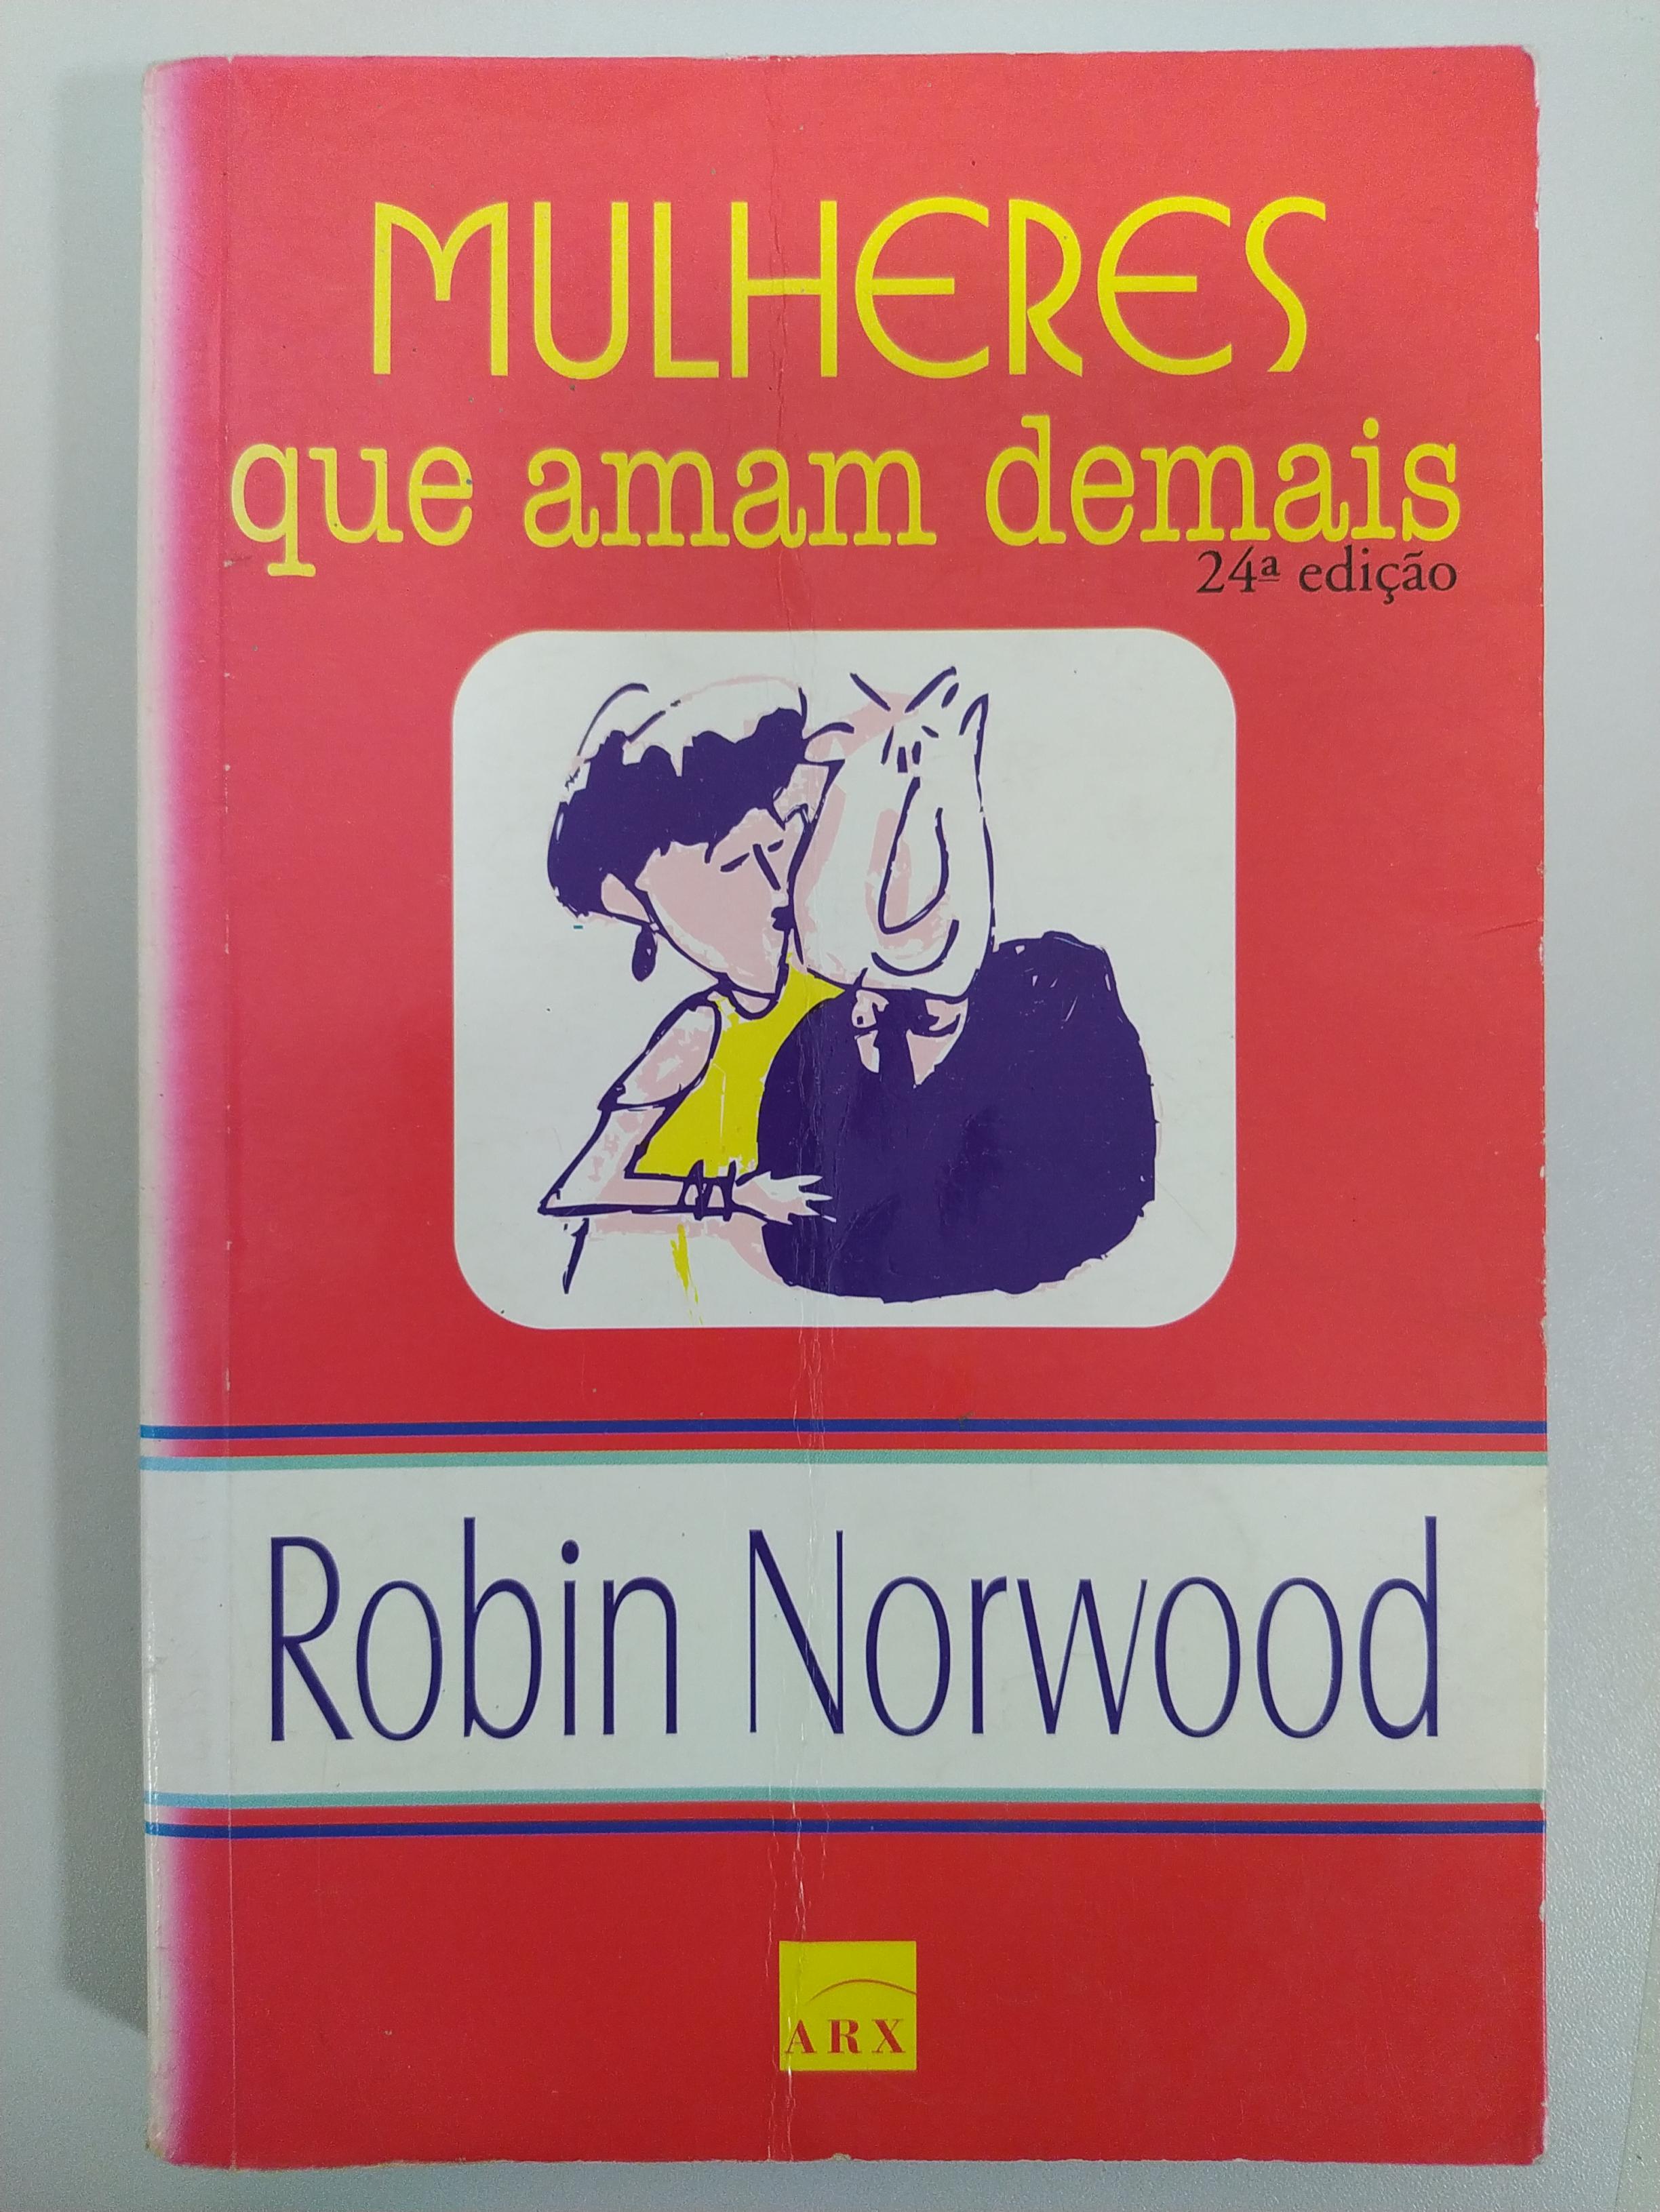 MULHERES
que amam demais
24ª edição
Robin Norwood
ARX